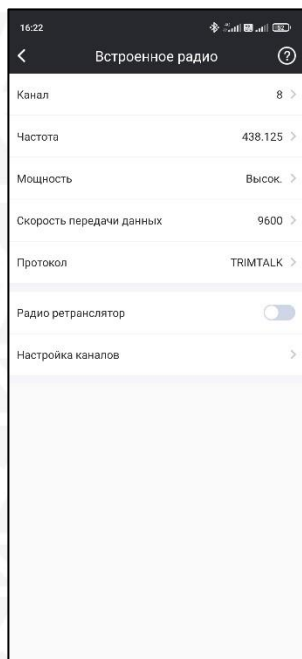 16:22
Встроенное радио
Канал 8
Частота 438.125
Мощность Высок.
Скорость передачи данных 9600
Протокол TRIMTALK
Радио ретранслятор
Настройка каналов